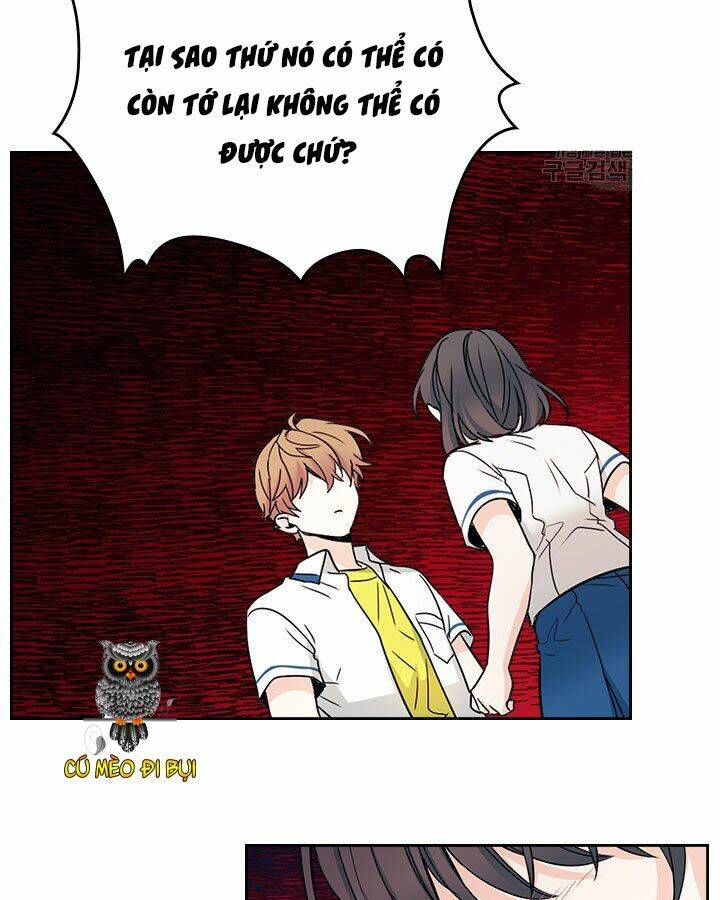 TẠI SAO THỨ NÓ CÓ THỂ CÓ
CÒN TỚ LẠI KHÔNG THỂ CÓ
ĐƯỢC CHỨ?
구글검색
CÚ MÈO ĐI BỤI